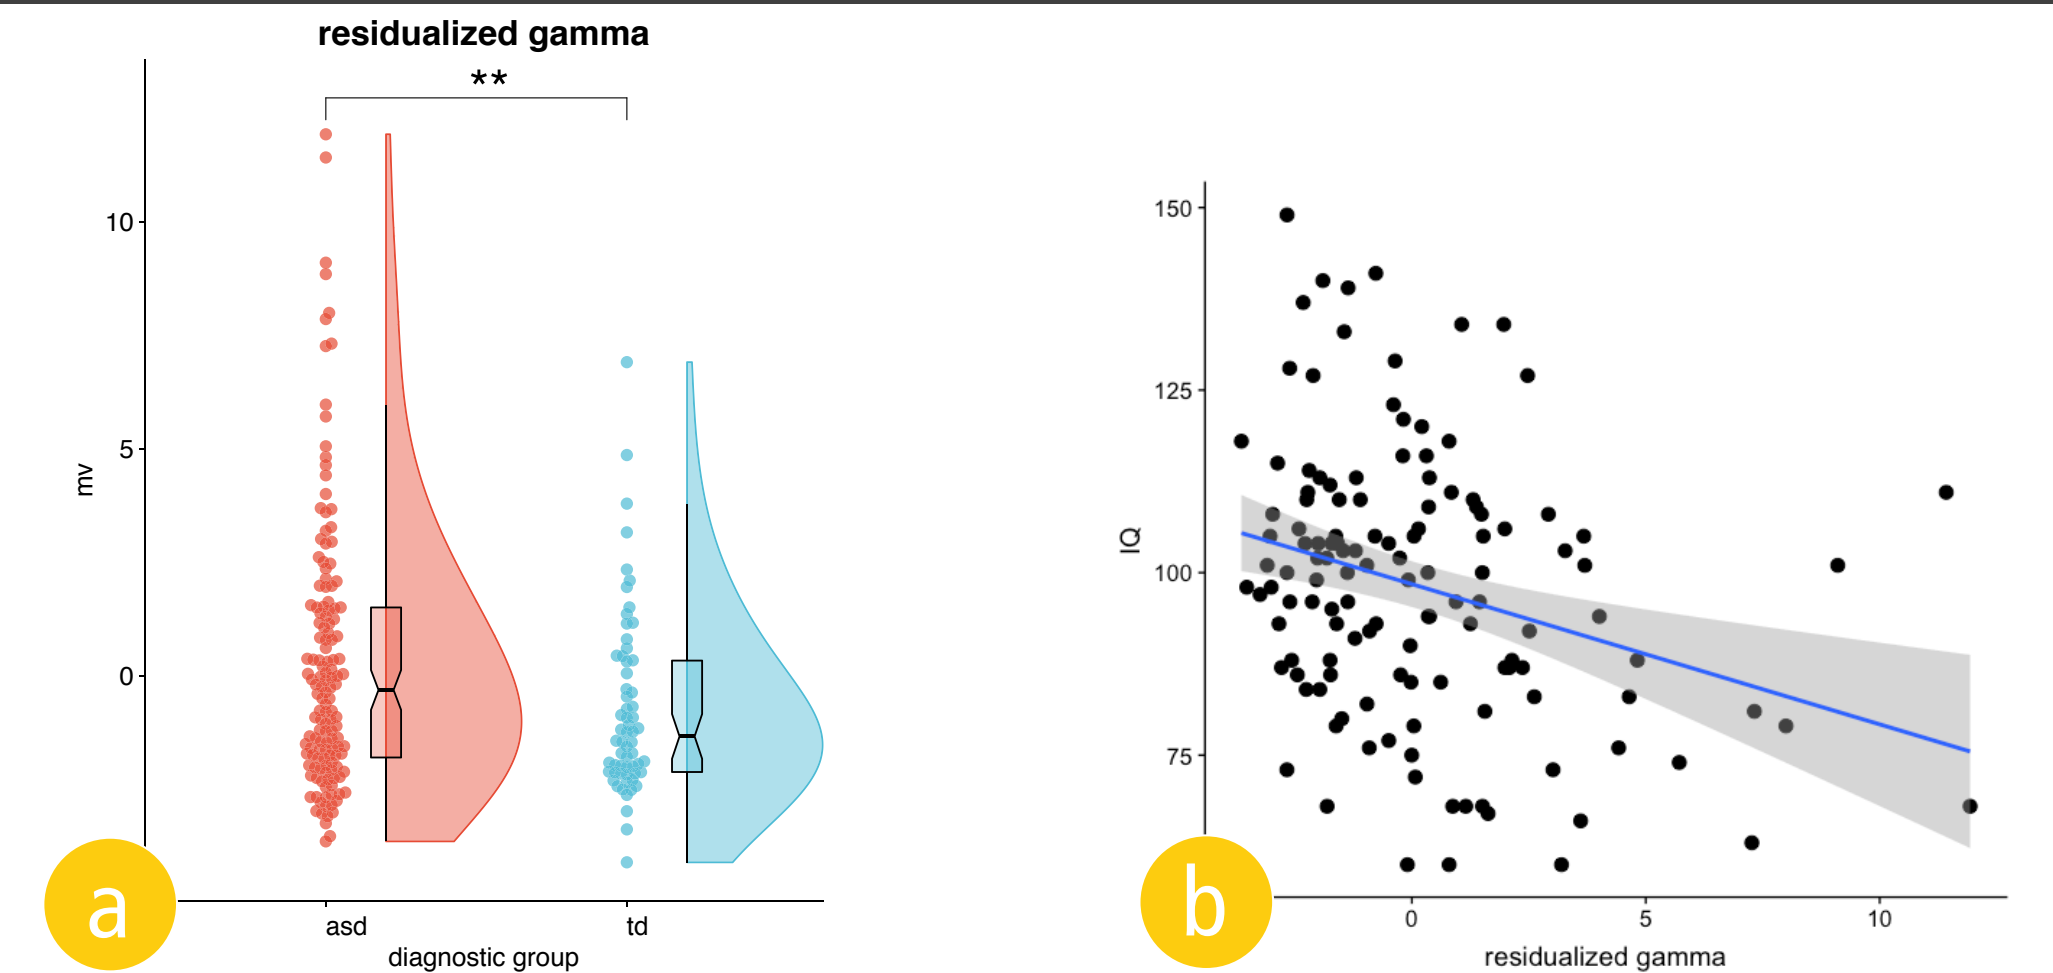 residualized gamma
**
10
5
0
mv
asd td
diagnostic group
a
150
125
100
75
IQ
0 5 10
residualized gamma
b